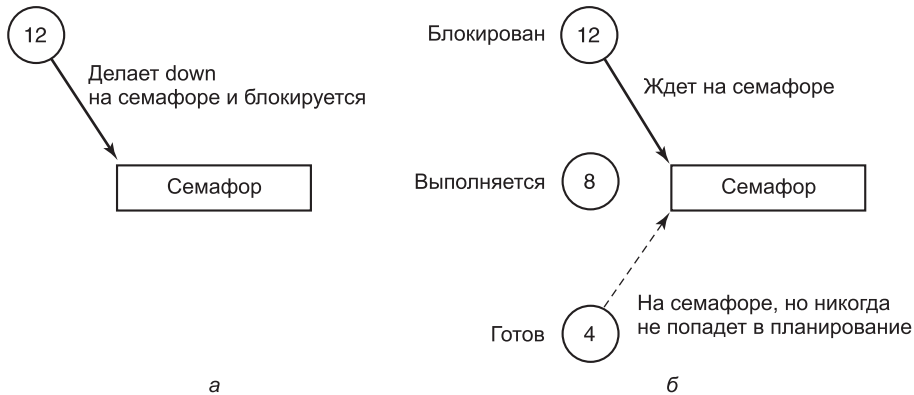 12
Делает down
на семафоре и блокируется
Семафор
а
Блокирован
12
Ждет на семафоре
Выполняется
8
Семафор
Готов
4
На семафоре, но никогда
не попадет в планирование
б